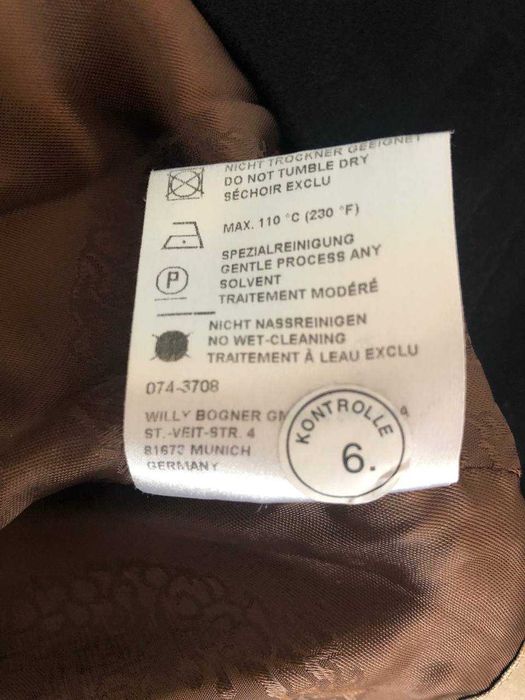 NICHT TROCKNER GEEIGNET
DO NOT TUMBLE DRY
SÉCHOIR EXCLU
MAX. 110 °C (230 °F)
P
SPEZIALREINIGUNG
GENTLE PROCESS ANY
SOLVENT
TRAITEMENT MODÉRÉ
NICHT NASSREINIGEN
NO WET-CLEANING
TRAITEMENT À LEAU EXCLU
074-3708
WILLY BOGNER
ST.-VEIT-STR. 4
MUNICH
GERMANY
KONTROLLE
6.